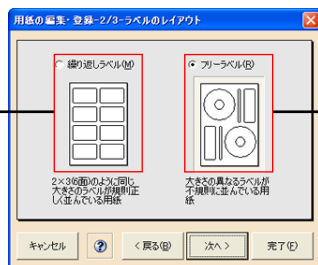 用紙の編集・登録-2/3-ラベルのレイアウト
繰り返しラベル(M)
フリーラベル(R)
2×3(6面)のように同じ
大きさのラベルが規則正
しく並んでいる用紙
大きさの異なるラベルが
不規則に並んでいる用
紙
キャンセル
?
< 戻る(B)
次へ >
完了(F)